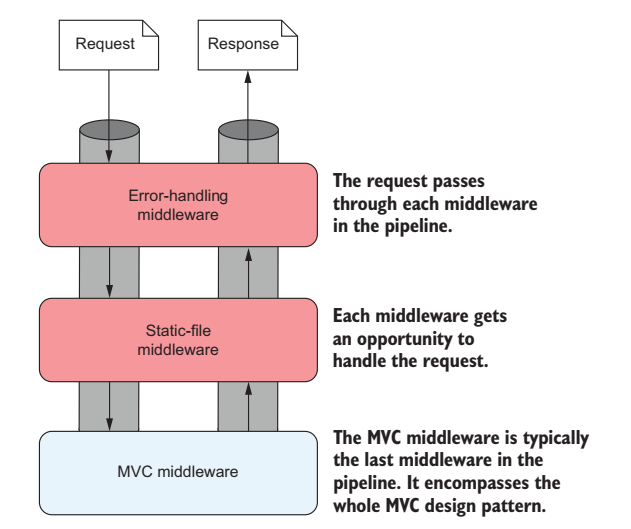 Request
Response
Error-handling
middleware
The request passes
through each middleware
in the pipeline.
Static-file
middleware
Each middleware gets
an opportunity to
handle the request.
MVC middleware
The MVC middleware is typically
the last middleware in the
pipeline. It encompasses the
whole MVC design pattern.